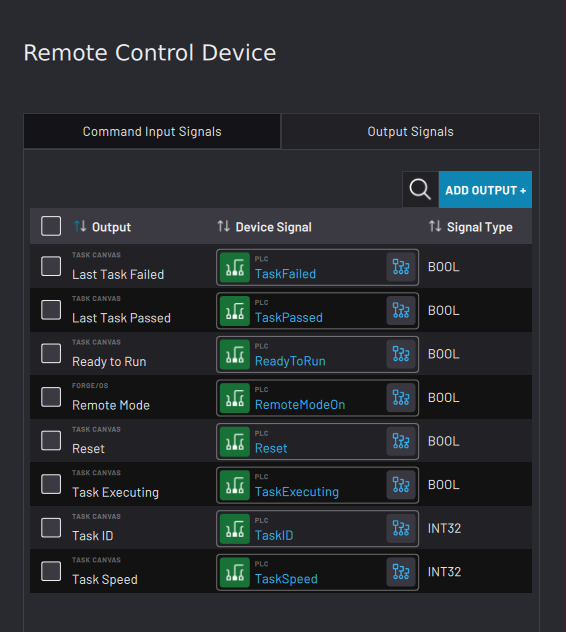 Remote Control Device
Command Input Signals Output Signals
ADD OUTPUT +
Output Device Signal Signal Type
TASK CANVAS PLC
Last Task Failed TaskFailed BOOL
TASK CANVAS PLC
Last Task Passed TaskPassed BOOL
TASK CANVAS PLC
Ready to Run ReadyToRun BOOL
FORGE/OS PLC
Remote Mode RemoteModeOn BOOL
TASK CANVAS PLC
Reset Reset BOOL
TASK CANVAS PLC
Task Executing TaskExecuting BOOL
TASK CANVAS PLC
Task ID TaskID INT32
TASK CANVAS PLC
Task Speed TaskSpeed INT32